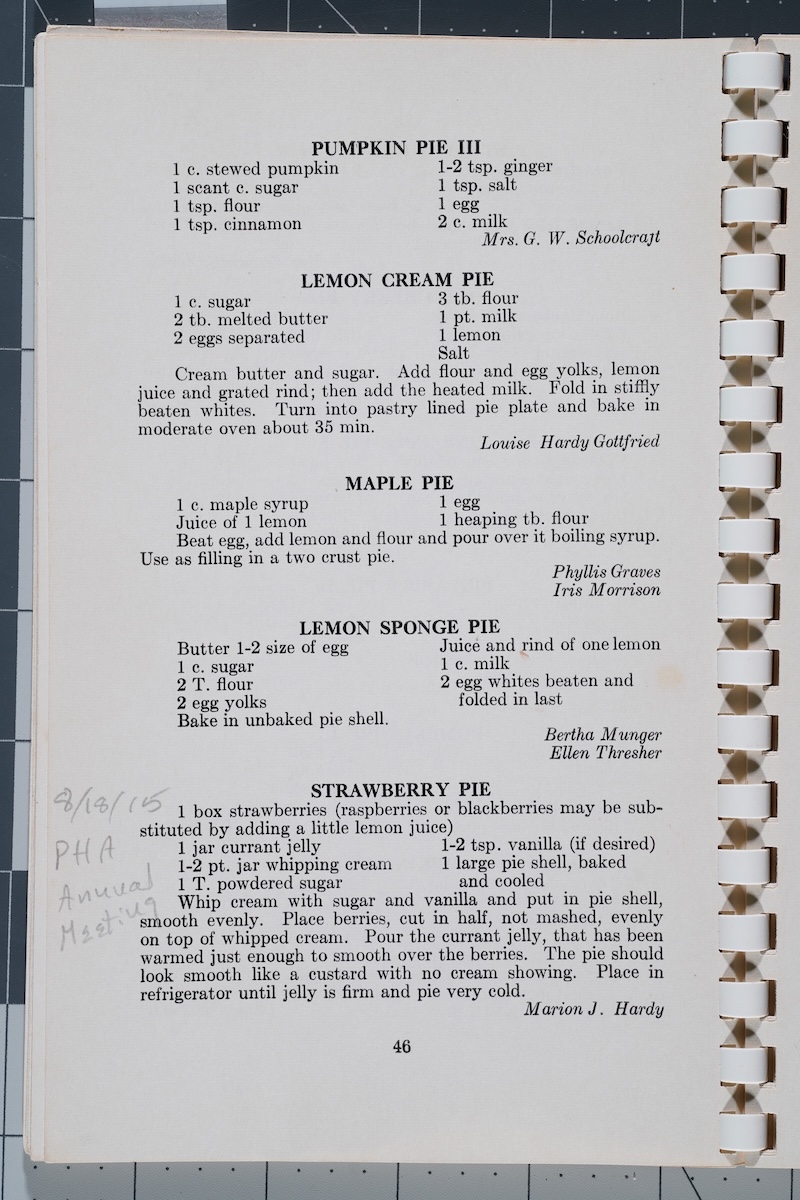 PUMPKIN PIE III
1 c. stewed pumpkin
1 scant c. sugar
1 tsp. flour
1 tsp. cinnamon
1-2 tsp. ginger
1 tsp. salt
1 egg
2 c. milk
Mrs. G. W. Schoolcraft
LEMON CREAM PIE
1 c. sugar
2 tb. melted butter
2 eggs separated
3 tb. flour
1 pt. milk
1 lemon
Salt
Cream butter and sugar. Add flour and egg yolks, lemon
juice and grated rind; then add the heated milk. Fold in stiffly
beaten whites. Turn into pastry lined pie plate and bake in
moderate oven about 35 min.
Louise Hardy Gottfried
MAPLE PIE
1 c. maple syrup
Juice of 1 lemon
1 egg
1 heaping tb. flour
Beat egg, add lemon and flour and pour over it boiling syrup.
Use as filling in a two crust pie.
Phyllis Graves
Iris Morrison
LEMON SPONGE PIE
Butter 1-2 size of egg
1 c. sugar
2 T. flour
2 egg yolks
Juice and rind of one lemon
1 c. milk
2 egg whites beaten and
folded in last
Bake in unbaked pie shell.
Bertha Munger
Ellen Thresher
STRAWBERRY PIE
1 box strawberries (raspberries or blackberries may be sub-
stituted by adding a little lemon juice)
1 jar currant jelly
1-2 pt. jar whipping cream
1 T. powdered sugar
1-2 tsp. vanilla (if desired)
1 large pie shell, baked
and cooled
Whip cream with sugar and vanilla and put in pie shell,
smooth evenly. Place berries, cut in half, not mashed, evenly
on top of whipped cream. Pour the currant jelly, that has been
warmed just enough to smooth over the berries. The pie should
look smooth like a custard with no cream showing. Place in
refrigerator until jelly is firm and pie very cold.
Marion J. Hardy
8/18/15
PHA
Annual
Meeting
46